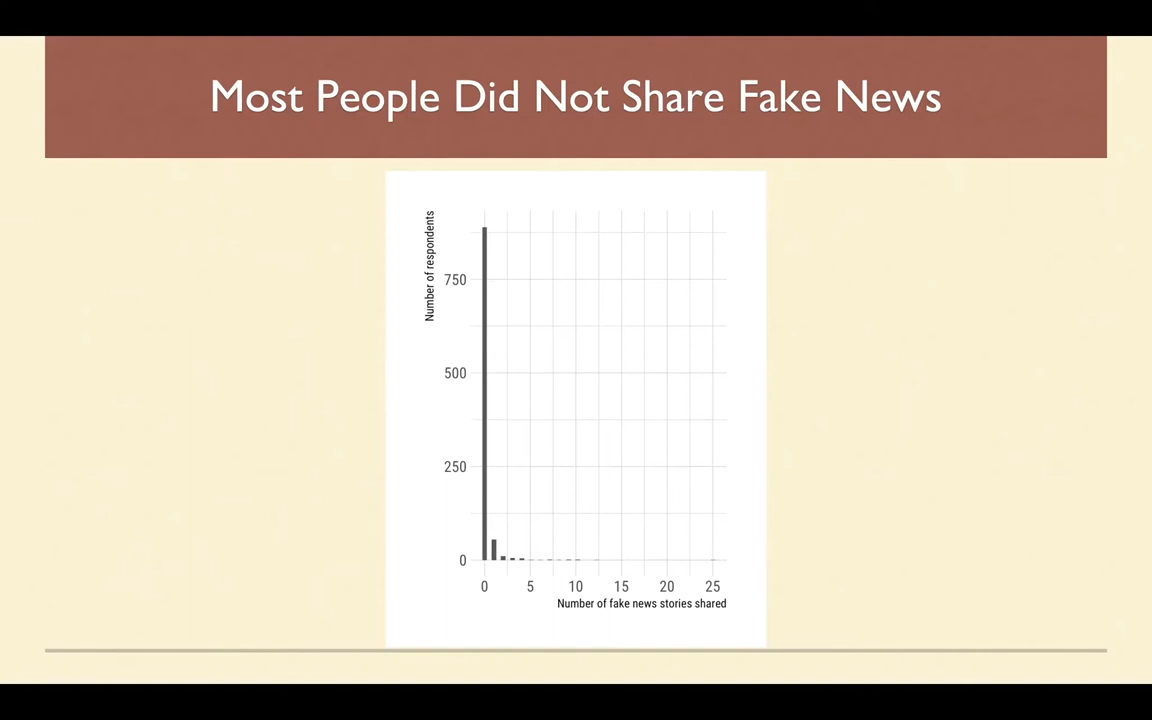 Most People Did Not Share Fake News
Number of respondents
750
500
250
0
0 5 10 15 20 25
Number of fake news stories shared